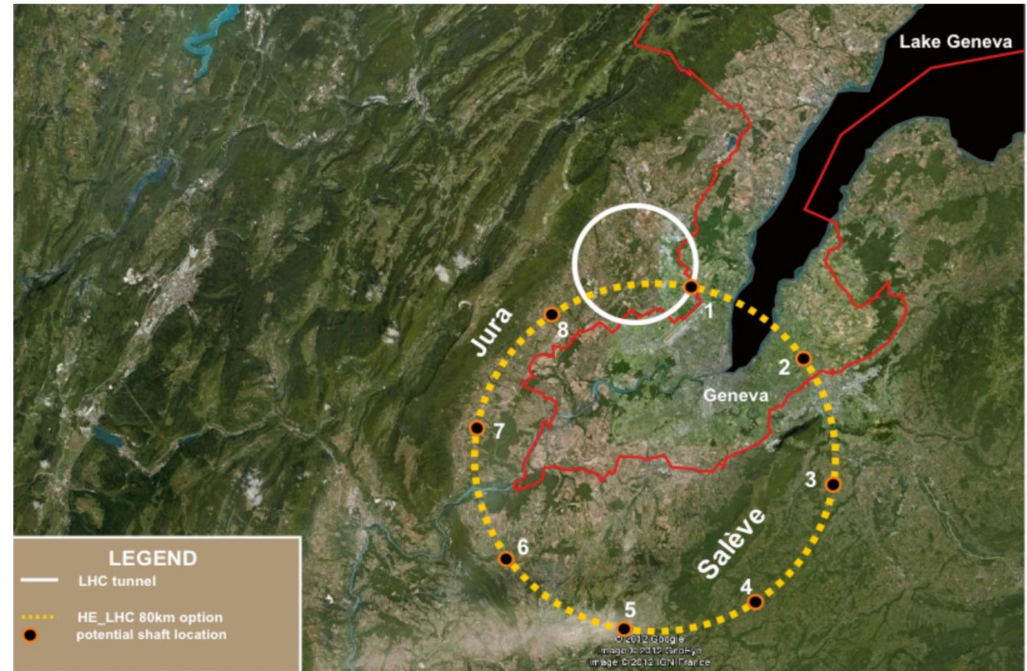 Lake Geneva
Jura
1
8
2
Geneva
7
3
Salève
6
4
5
LEGEND
LHC tunnel
HE_LHC 80km option
potential shaft location
© 2012 Google
Image © 2012 GeoEye
Image © 2012 IGN France